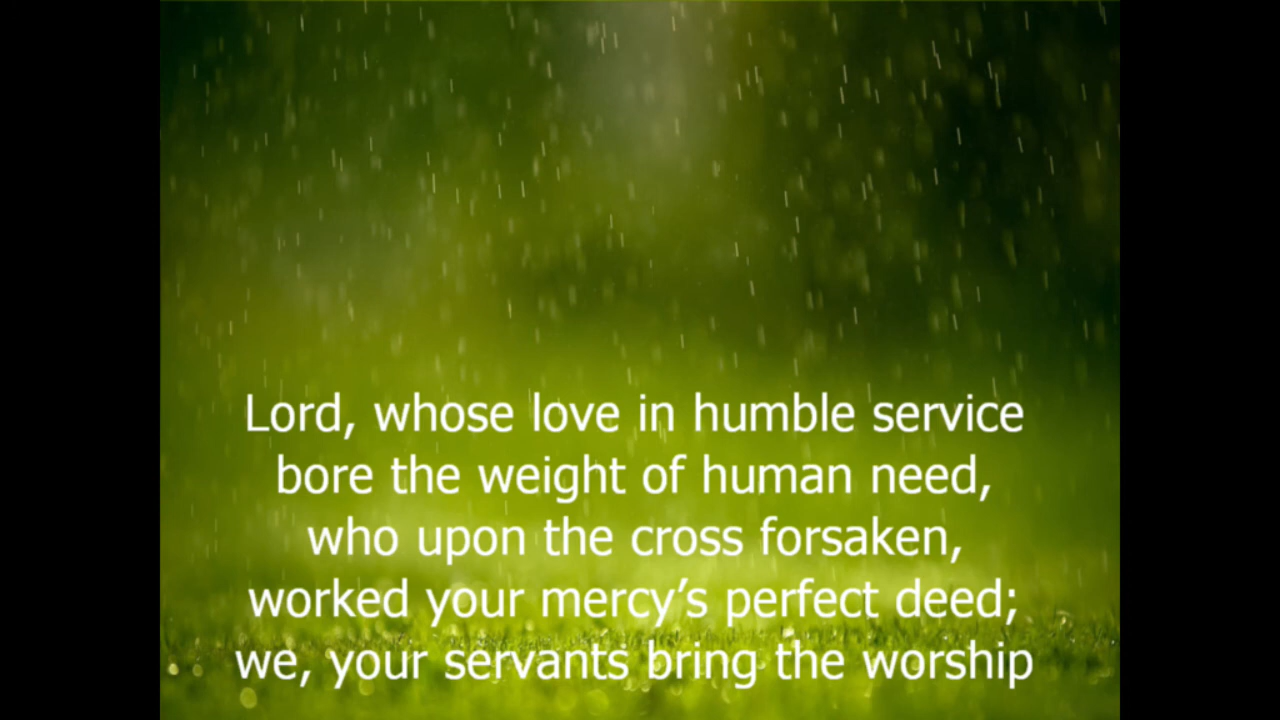 Lord, whose love in humble service
bore the weight of human need,
who upon the cross forsaken,
worked your mercy’s perfect deed;
we, your servants bring the worship